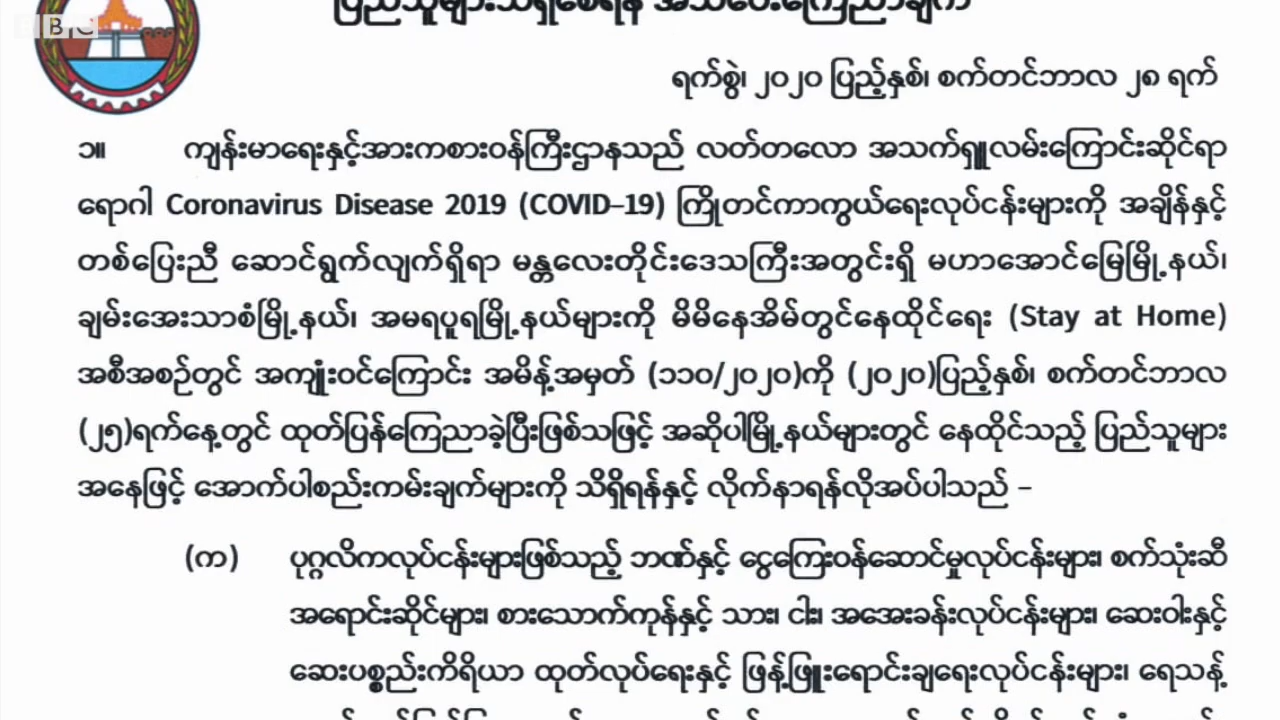 BBC
ပြည်သူများသိရှိစေရန် အသိပေးကြေညာချက်
ရက်စွဲ၊ ၂၀၂၀ ပြည့်နှစ်၊ စက်တင်ဘာလ ၂၈ ရက်
၁။ ကျန်းမာရေးနှင့်အားကစားဝန်ကြီးဌာနသည် လတ်တလော အသက်ရှူလမ်းကြောင်းဆိုင်ရာ
ရောဂါ Coronavirus Disease 2019 (COVID–19) ကြိုတင်ကာကွယ်ရေးလုပ်ငန်းများကို အချိန်နှင့်
တစ်ပြေးညီ ဆောင်ရွက်လျက်ရှိရာ မန္တလေးတိုင်းဒေသကြီးအတွင်းရှိ မဟာအောင်မြေမြို့နယ်၊
ချမ်းအေးသာစံမြို့နယ်၊ အမရပူရမြို့နယ်များကို မိမိနေအိမ်တွင်နေထိုင်ရေး (Stay at Home)
အစီအစဉ်တွင် အကျုံးဝင်ကြောင်း အမိန့်အမှတ် (၁၁၀/၂၀၂၀)ကို (၂၀၂၀)ပြည့်နှစ်၊ စက်တင်ဘာလ
(၂၅)ရက်နေ့တွင် ထုတ်ပြန်ကြေညာခဲ့ပြီးဖြစ်သဖြင့် အဆိုပါမြို့နယ်များတွင် နေထိုင်သည့် ပြည်သူများ
အနေဖြင့် အောက်ပါစည်းကမ်းချက်များကို သိရှိရန်နှင့် လိုက်နာရန်လိုအပ်ပါသည် –
(က) ပုဂ္ဂလိကလုပ်ငန်းများဖြစ်သည့် ဘဏ်နှင့် ငွေကြေးဝန်ဆောင်မှုလုပ်ငန်းများ၊ စက်သုံးဆီ
အရောင်းဆိုင်များ၊ စားသောက်ကုန်နှင့် သား၊ ငါး၊ အအေးခန်းလုပ်ငန်းများ၊ ဆေးဝါးနှင့်
ဆေးပစ္စည်းကိရိယာ ထုတ်လုပ်ရေးနှင့် ဖြန့်ဖြူးရောင်းချရေးလုပ်ငန်းများ၊ ရေသန့်